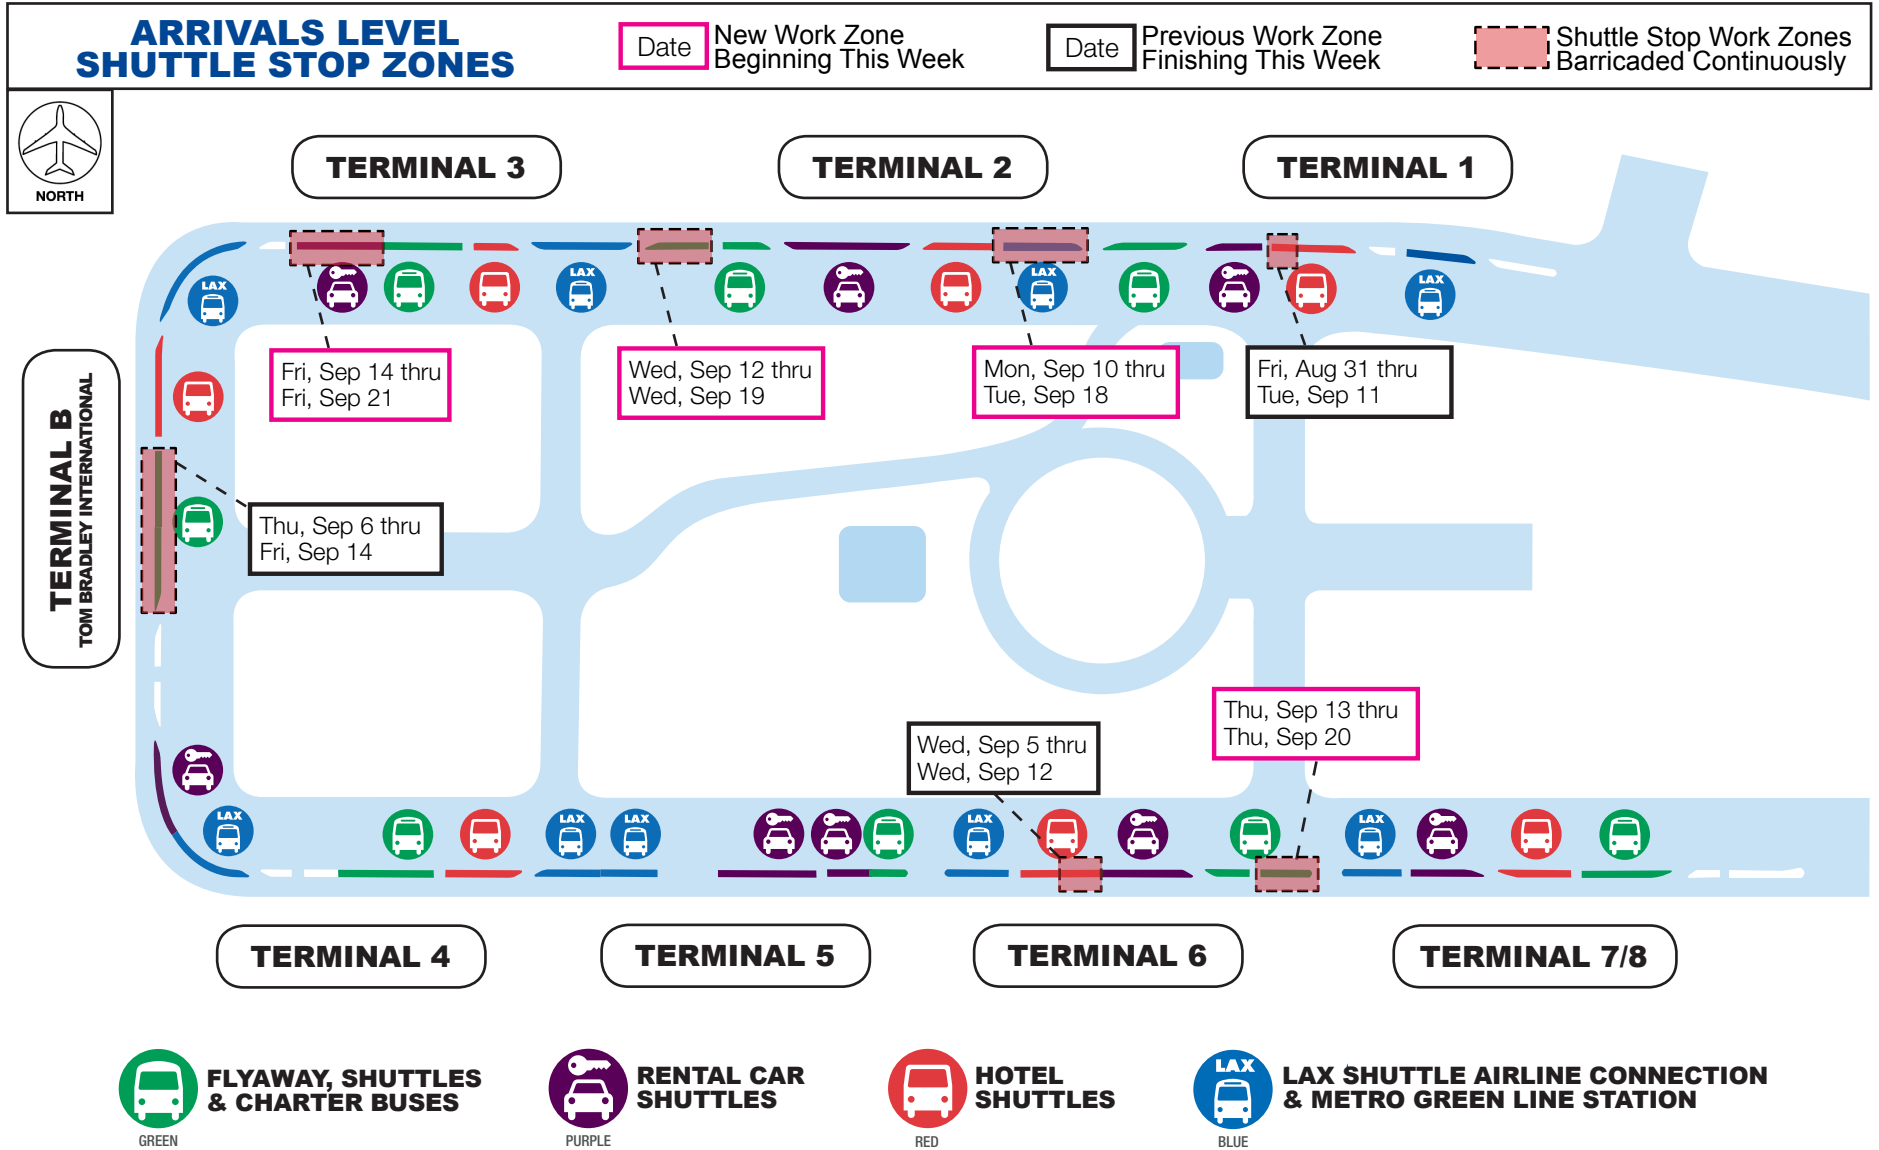 ARRIVALS LEVEL
SHUTTLE STOP ZONES
Date
New Work Zone
Beginning This Week
Date
Previous Work Zone
Finishing This Week
Shuttle Stop Work Zones
Barricaded Continuously
NORTH
TERMINAL 3
TERMINAL 2
TERMINAL 1
LAX
LAX
LAX
LAX
Fri, Sep 14 thru
Fri, Sep 21
Wed, Sep 12 thru
Wed, Sep 19
Mon, Sep 10 thru
Tue, Sep 18
Fri, Aug 31 thru
Tue, Sep 11
TERMINAL B
TOM BRADLEY INTERNATIONAL
Thu, Sep 6 thru
Fri, Sep 14
Thu, Sep 13 thru
Thu, Sep 20
Wed, Sep 5 thru
Wed, Sep 12
LAX
LAX
LAX
LAX
LAX
TERMINAL 4
TERMINAL 5
TERMINAL 6
TERMINAL 7/8
FLYAWAY, SHUTTLES
& CHARTER BUSES
GREEN
RENTAL CAR
SHUTTLES
PURPLE
HOTEL
SHUTTLES
RED
LAX
LAX SHUTTLE AIRLINE CONNECTION
& METRO GREEN LINE STATION
BLUE